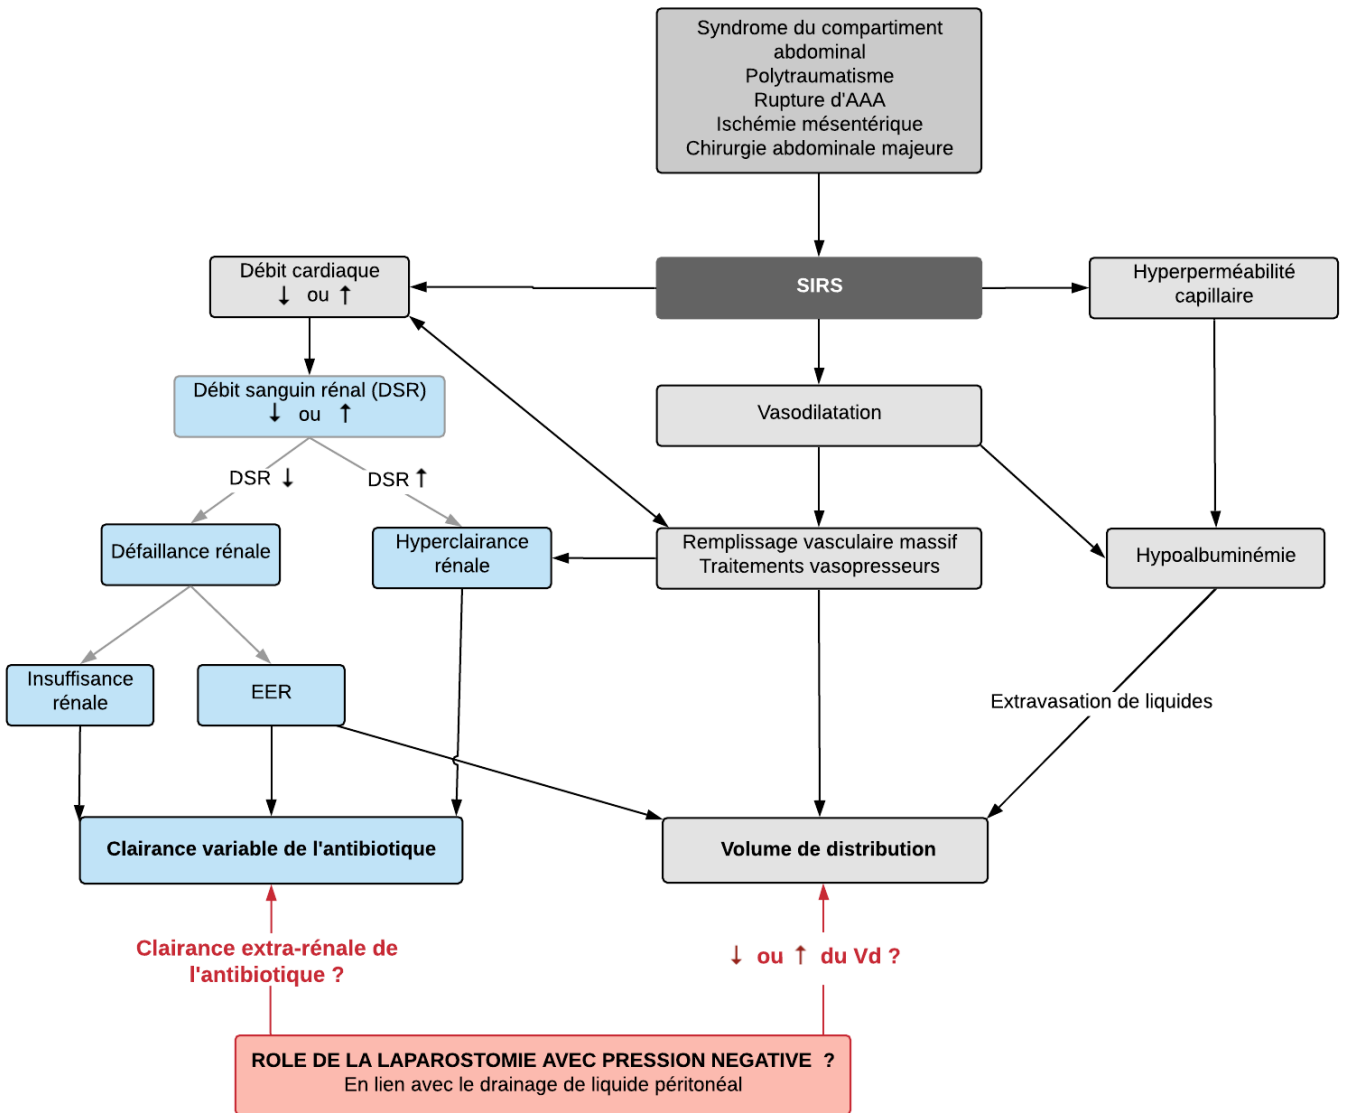 Syndrome du compartiment
abdominal
Polytraumatisme
Rupture d'AAA
Ischémie mésentérique
Chirurgie abdominale majeure
Débit cardiaque
↓ ou ↑
SIRS
Hyperperméabilité
capillaire
Débit sanguin rénal (DSR)
↓ ou ↑
Vasodilatation
DSR ↓
DSR ↑
Défaillance rénale
Hyperclairance
rénale
Remplissage vasculaire massif
Traitements vasopresseurs
Hypoalbuminémie
Insuffisance
rénale
EER
Extravasation de liquides
Clairance variable de l'antibiotique
Volume de distribution
Clairance extra-rénale de
l'antibiotique ?
↓ ou ↑ du Vd ?
ROLE DE LA LAPAROSTOMIE AVEC PRESSION NEGATIVE ?
En lien avec le drainage de liquide péritonéal